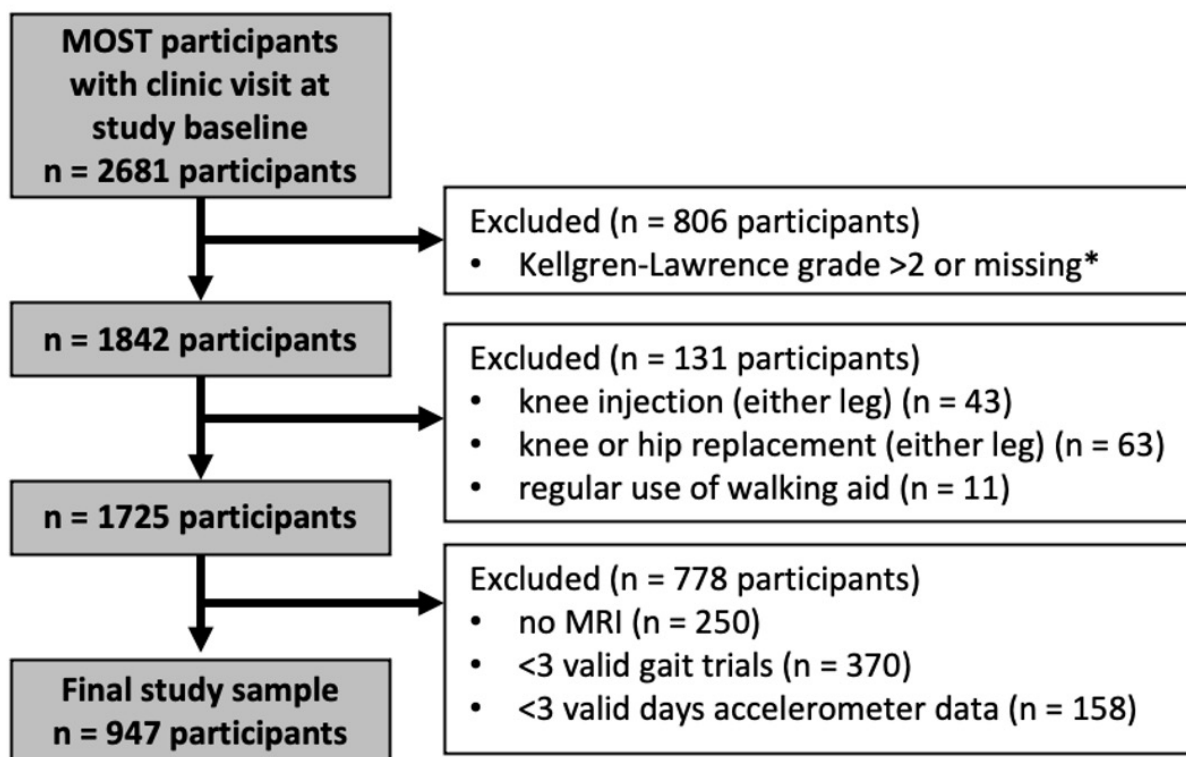 MOST participants
with clinic visit at
study baseline
n = 2681 participants
Excluded (n = 806 participants)
• Kellgren-Lawrence grade >2 or missing*
n = 1842 participants
Excluded (n = 131 participants)
• knee injection (either leg) (n = 43)
• knee or hip replacement (either leg) (n = 63)
• regular use of walking aid (n = 11)
n = 1725 participants
Excluded (n = 778 participants)
• no MRI (n = 250)
• <3 valid gait trials (n = 370)
• <3 valid days accelerometer data (n = 158)
Final study sample
n = 947 participants